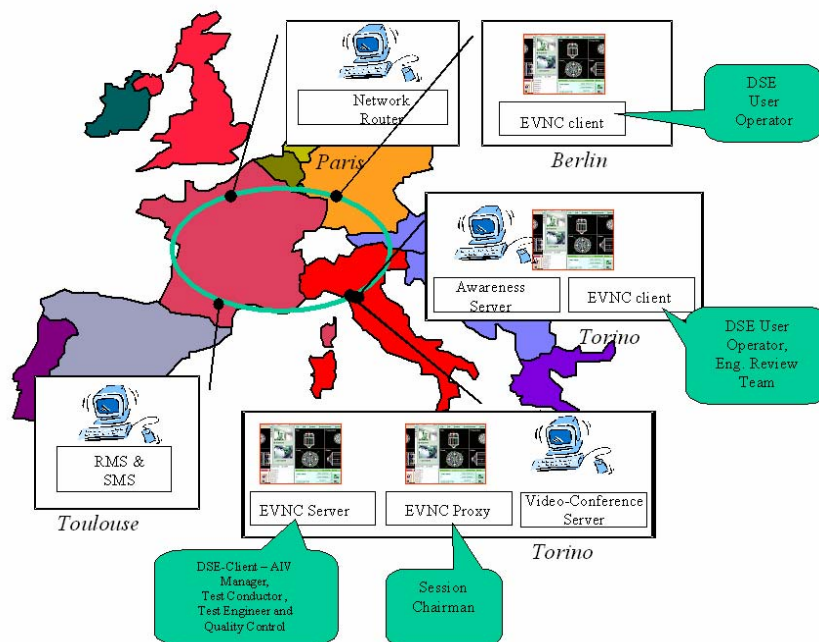 Network
Router
Paris
EVNC client
Berlin
DSE
User
Operator
Awareness
Server
EVNC client
Torino
DSE User
Operator,
Eng. Review
Team
RMS &
SMS
Toulouse
EVNC Server
EVNC Proxy
Video-Conference
Server
Torino
DSE-Client – AIV
Manager,
Test Conductor,
Test Engineer and
Quality Control
Session
Chairman